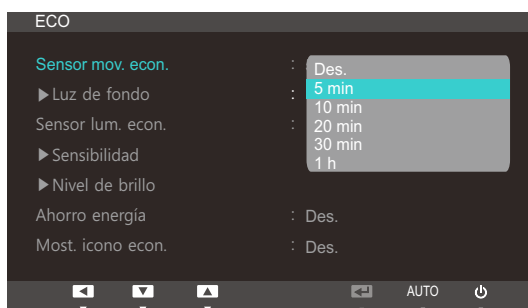 ECO
Sensor mov. econ. : Des.
▶Luz de fondo : 5 min
10 min
Sensor lum. econ. : 20 min
30 min
▶Sensibilidad 1 h
▶Nivel de brillo
Ahorro energía : Des.
Most. icono econ. : Des.
AUTO